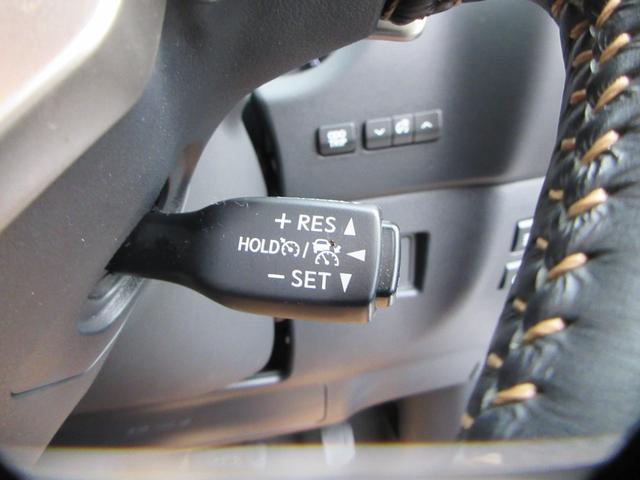 ODO
TRIP
+ RES
HOLD /
− SET